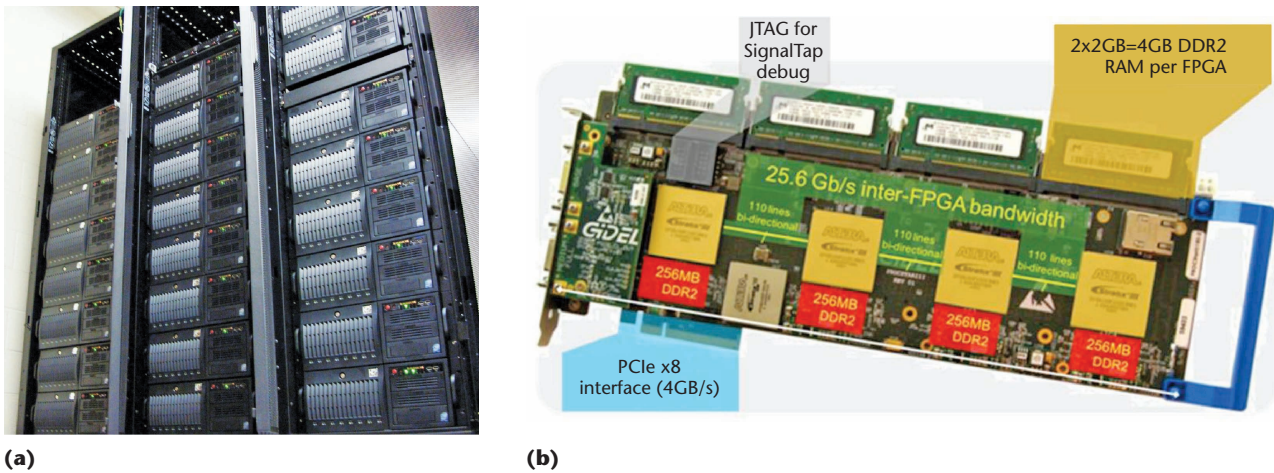 JTAG for
SignalTap
debug
2x2GB=4GB DDR2
RAM per FPGA
25.6 Gb/s inter-FPGA bandwidth
110 lines
bi-directional
110 lines
bi-directional
110 lines
bi-directional
GiDEL
256MB
DDR2
256MB
DDR2
256MB
DDR2
256MB
DDR2
PCIe x8
interface (4GB/s)
(a)
(b)